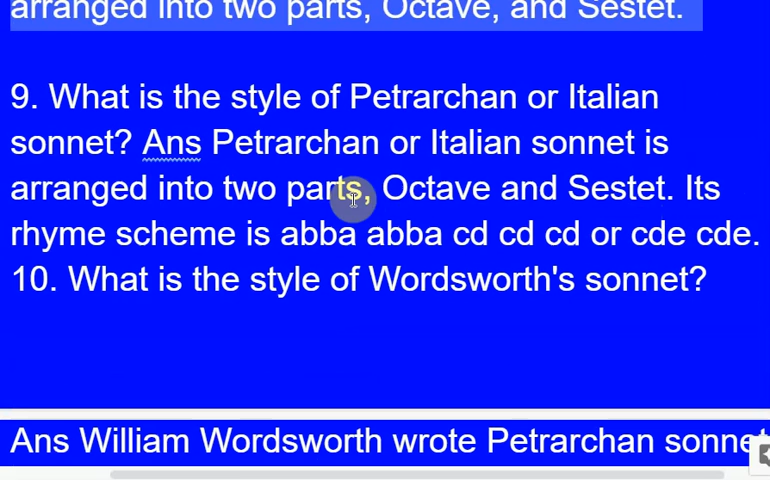 arranged into two parts, Octave, and Sestet.
9. What is the style of Petrarchan or Italian
sonnet? Ans Petrarchan or Italian sonnet is
arranged into two parts, Octave and Sestet. Its
rhyme scheme is abba abba cd cd cd or cde cde.
10. What is the style of Wordsworth's sonnet?
Ans William Wordsworth wrote Petrarchan sonnet